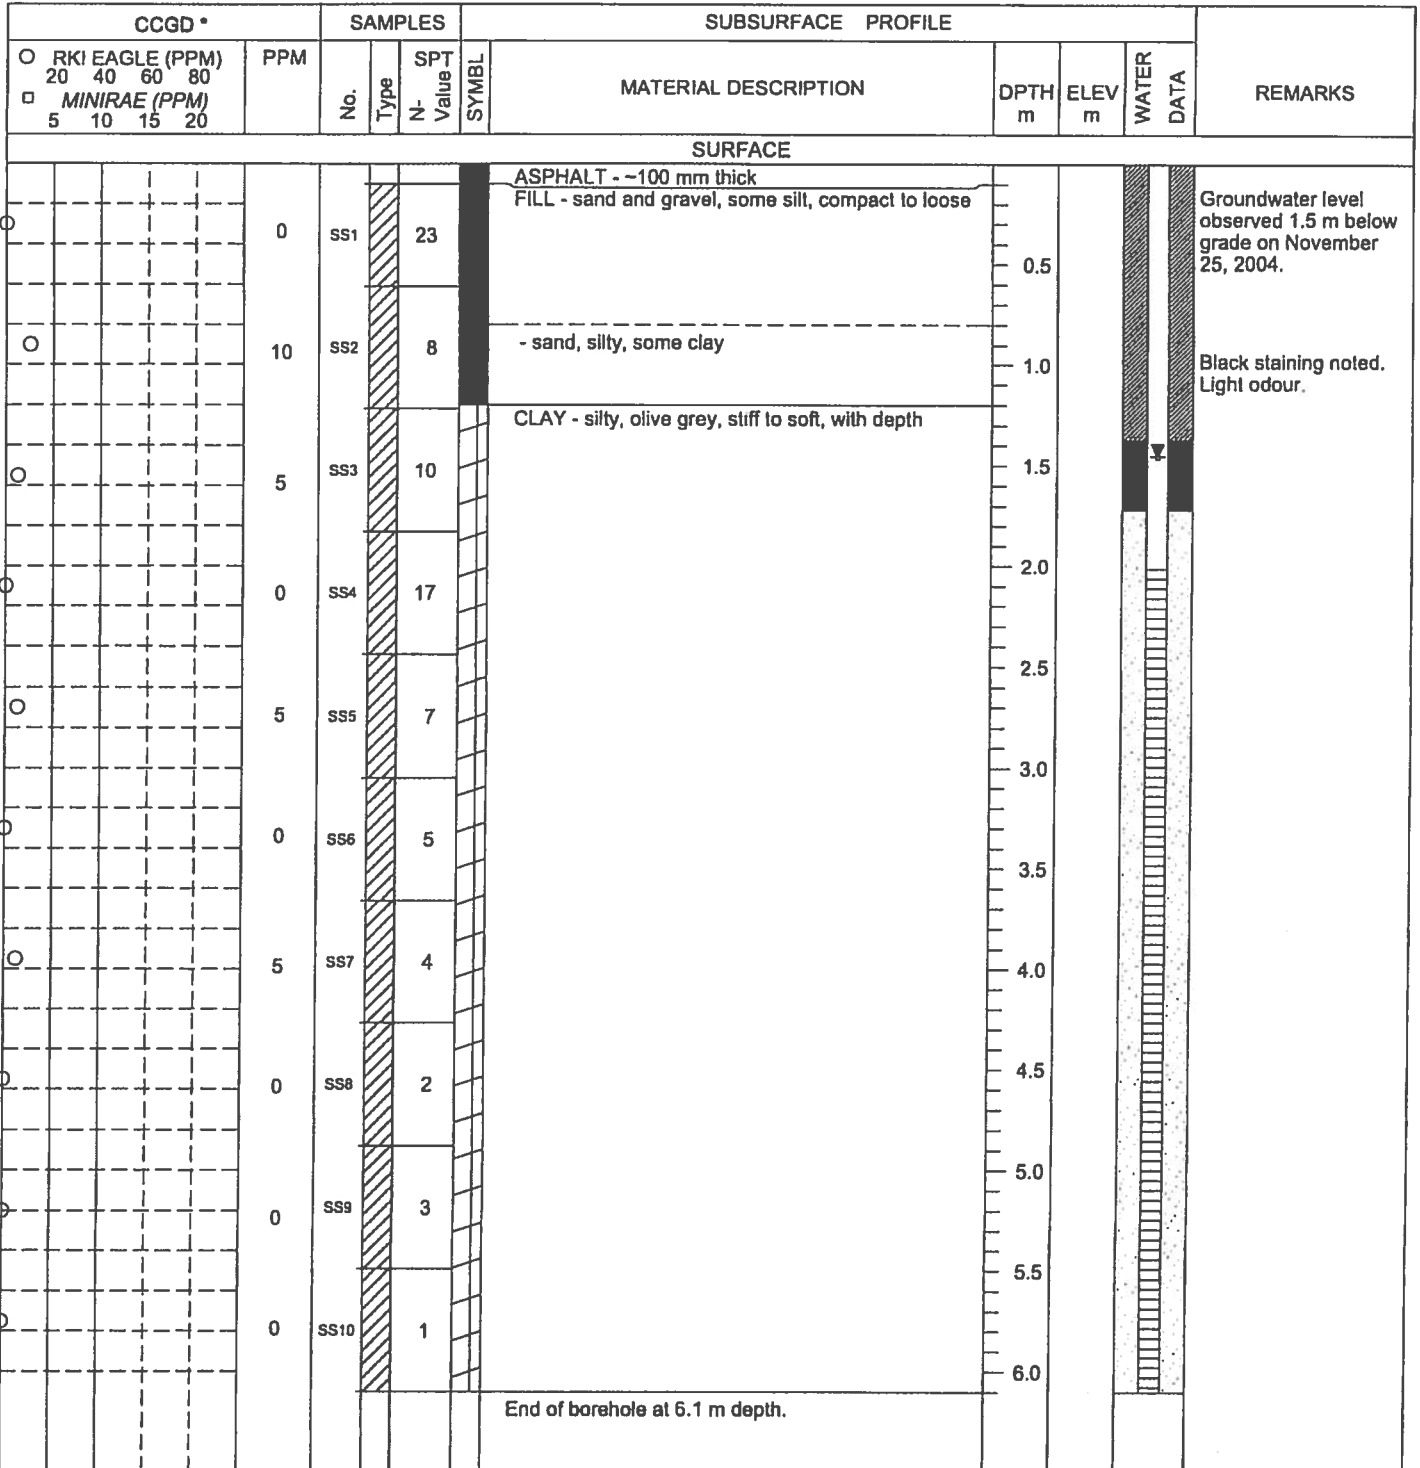 CCGD *
SAMPLES
SUBSURFACE PROFILE
RKI EAGLE (PPM)
20 40 60 80
MINIRAE (PPM)
5 10 15 20
PPM
No.
Type
SPT
N- Value
SYMBL
MATERIAL DESCRIPTION
DPTH
m
ELEV
m
WATER
DATA
REMARKS
SURFACE
ASPHALT - ~100 mm thick
FILL - sand and gravel, some silt, compact to loose
Groundwater level
observed 1.5 m below
grade on November
25, 2004.
0 SS1 23
0.5
- sand, silty, some clay
10 SS2 8
1.0
Black staining noted.
Light odour.
CLAY - silty, olive grey, stiff to soft, with depth
5 SS3 10
1.5
0 SS4 17
2.0
2.5
5 SS5 7
3.0
0 SS6 5
3.5
5 SS7 4
4.0
0 SS8 2
4.5
5.0
0 SS9 3
5.5
0 SS10 1
6.0
End of borehole at 6.1 m depth.